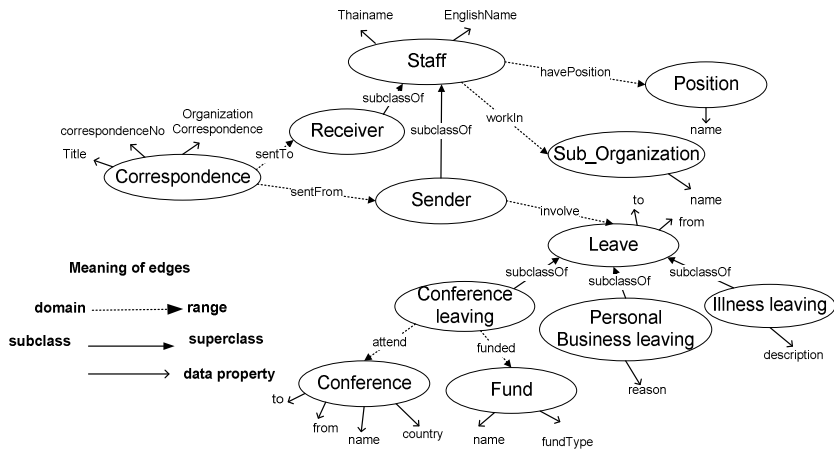 Thainame
EnglishName
Staff
havePosition
Position
name
subclassOf
subclassOf
workIn
Organization
Correspondence
correspondenceNo
Title
Receiver
sentTo
Sub_Organization
name
Correspondence
sentFrom
Sender
involve
to
from
Leave
Meaning of edges
domain
range
subclass
superclass
data property
subclassOf
subclassOf
subclassOf
Conference
leaving
Personal
Business leaving
Illness leaving
description
reason
attend
funded
Conference
Fund
to
from
name
country
name
fundType